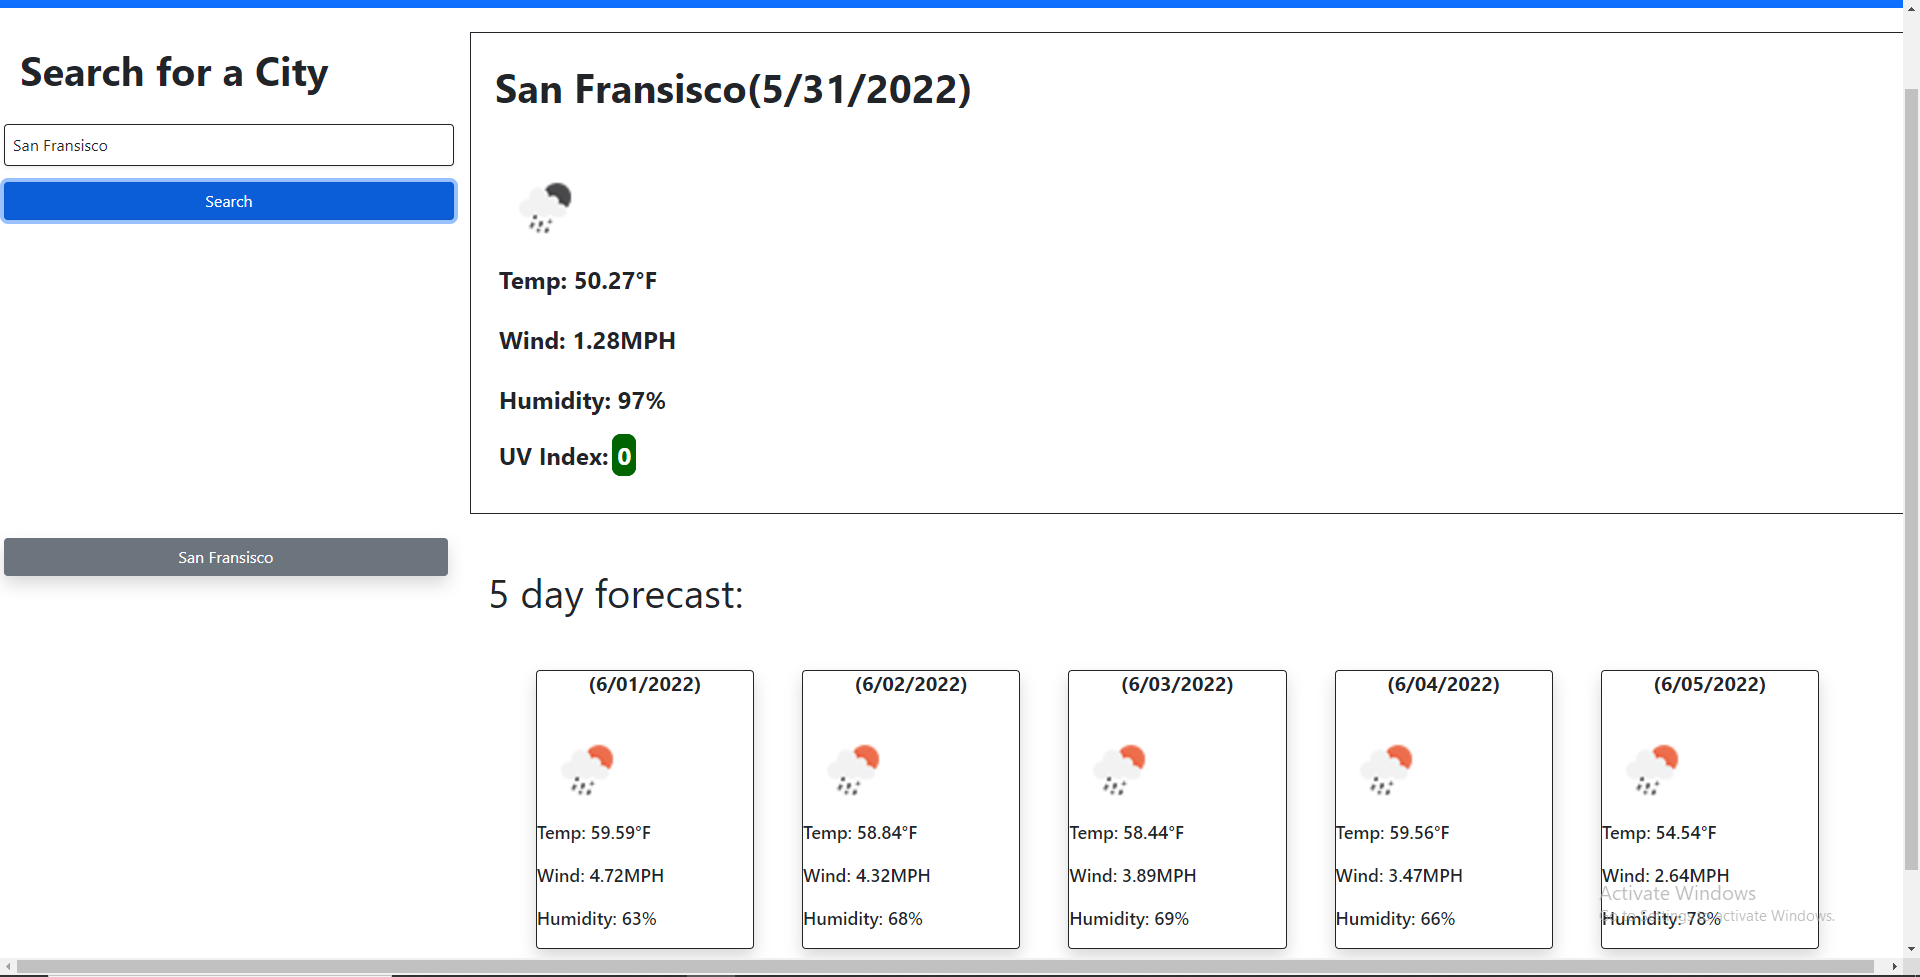 Search for a City
San Fransisco
Search
San Fransisco
San Fransisco(5/31/2022)
Temp: 50.27°F
Wind: 1.28MPH
Humidity: 97%
UV Index: 0
5 day forecast:
(6/01/2022)
Temp: 59.59°F
Wind: 4.72MPH
Humidity: 63%
(6/02/2022)
Temp: 58.84°F
Wind: 4.32MPH
Humidity: 68%
(6/03/2022)
Temp: 58.44°F
Wind: 3.89MPH
Humidity: 69%
(6/04/2022)
Temp: 59.56°F
Wind: 3.47MPH
Humidity: 66%
(6/05/2022)
Temp: 54.54°F
Wind: 2.64MPH
Humidity: 78%
Activate Windows
Go to Settings to activate Windows.